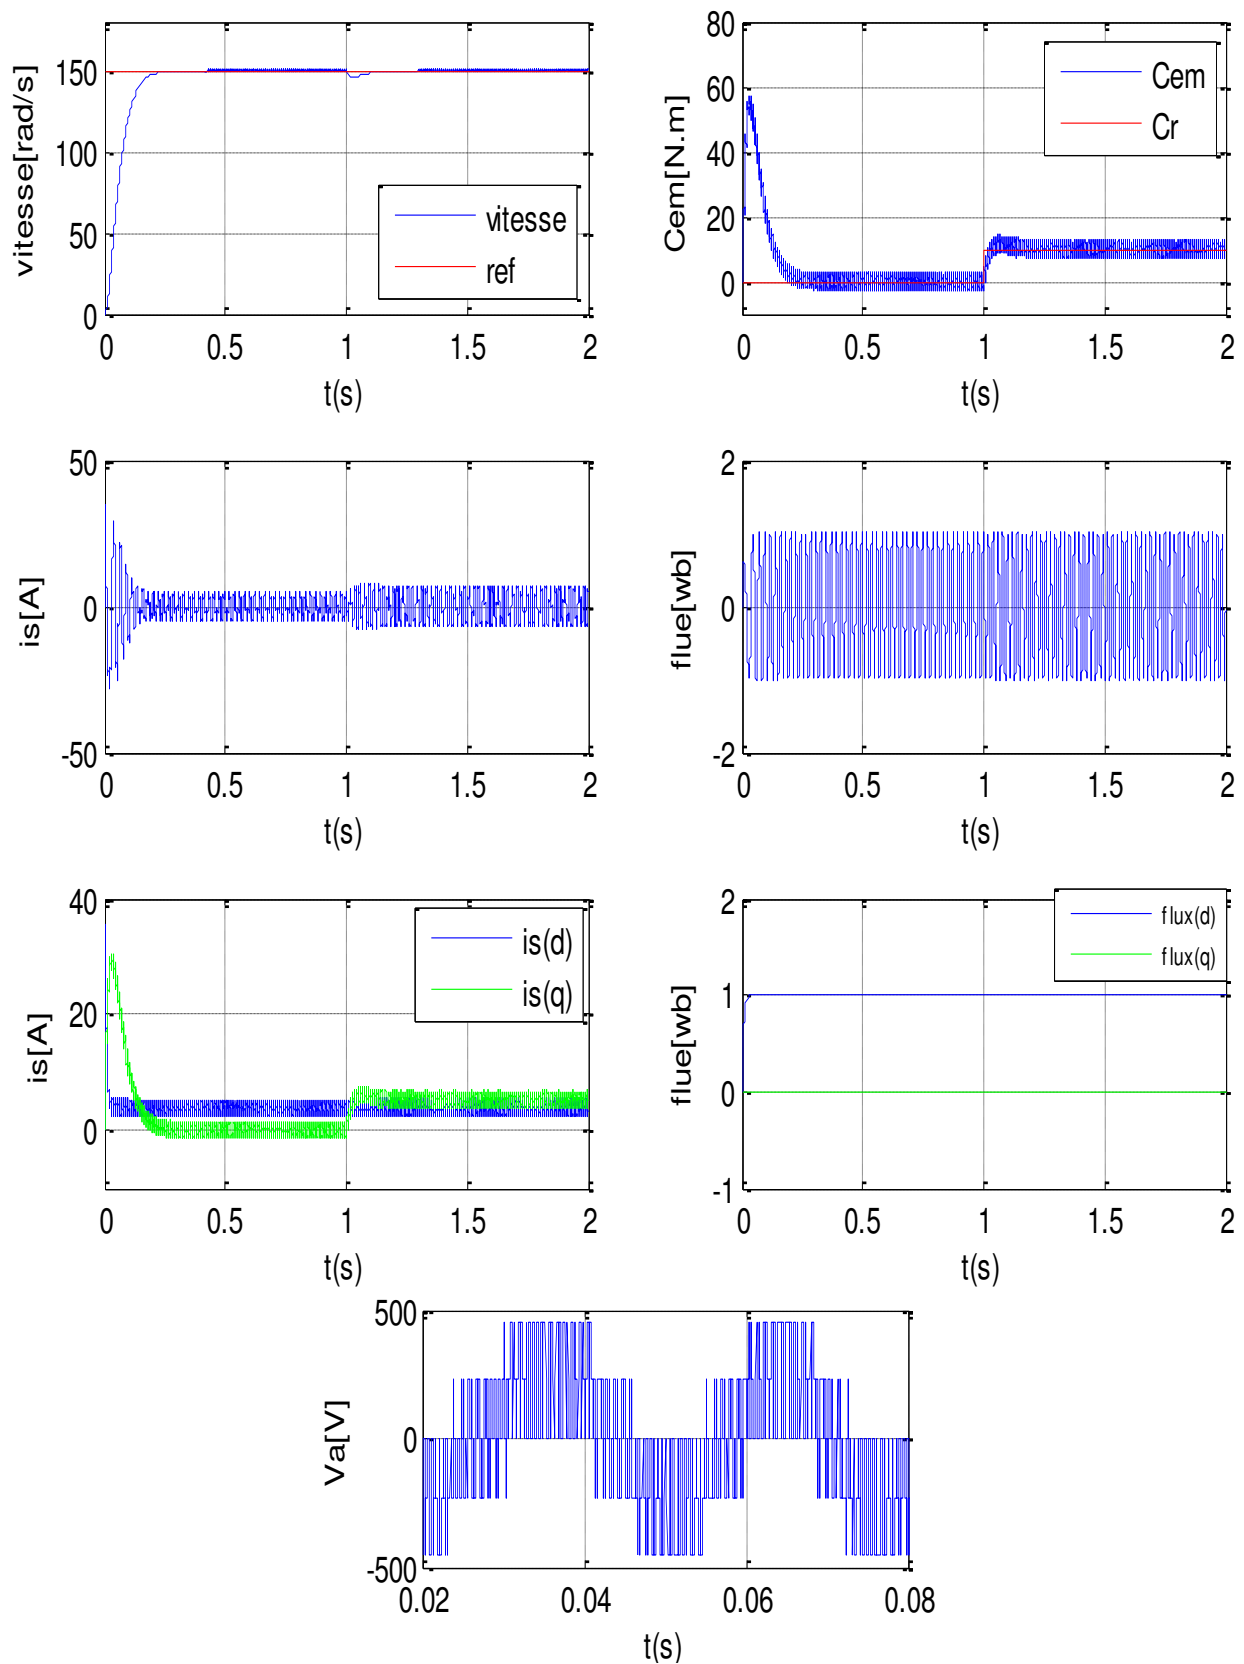 vitesse[rad/s]
150
100
50
0
vitesse
ref
0 0.5 1 1.5 2
t(s)
Cem[N.m]
80
60
40
20
0
Cem
Cr
0 0.5 1 1.5 2
t(s)
is[A]
50
0
-50
0 0.5 1 1.5 2
t(s)
flue[wb]
2
0
-2
0 0.5 1 1.5 2
t(s)
is[A]
40
20
0
is(d)
is(q)
0 0.5 1 1.5 2
t(s)
flue[wb]
2
1
0
-1
flux(d)
flux(q)
0 0.5 1 1.5 2
t(s)
Va[V]
500
0
-500
0.02 0.04 0.06 0.08
t(s)